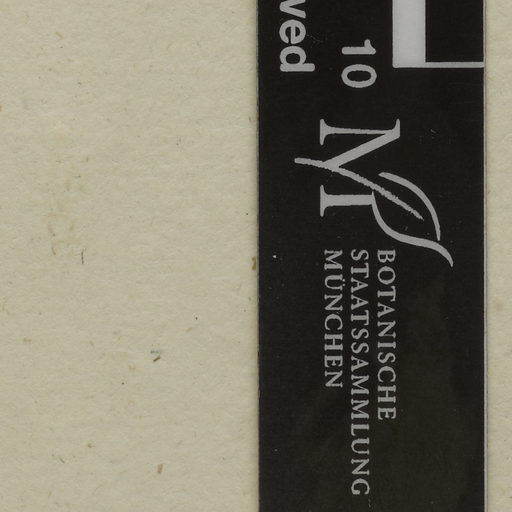 10
ved
BOTANISCHE
STAATSSAMMLUNG
MÜNCHEN